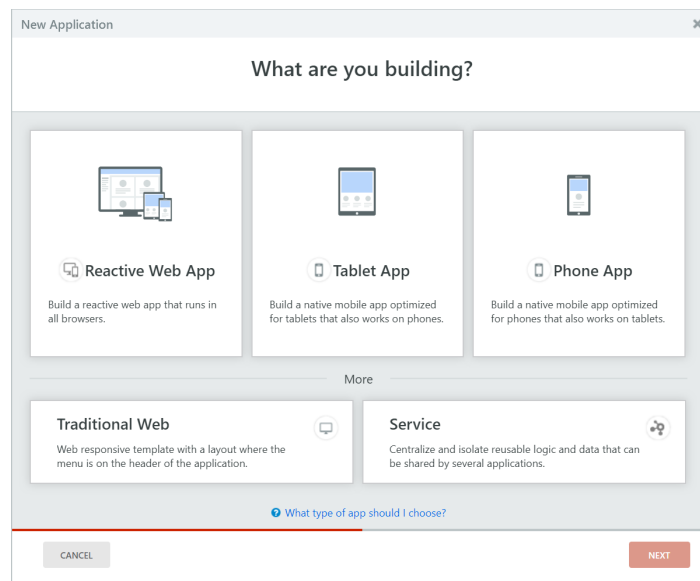 New Application
What are you building?
Reactive Web App
Build a reactive web app that runs in
all browsers.
Tablet App
Build a native mobile app optimized
for tablets that also works on phones.
Phone App
Build a native mobile app optimized
for phones that also works on tablets.
More
Traditional Web
Web responsive template with a layout where the
menu is on the header of the application.
Service
Centralize and isolate reusable logic and data that can
be shared by several applications.
What type of app should I choose?
CANCEL
NEXT